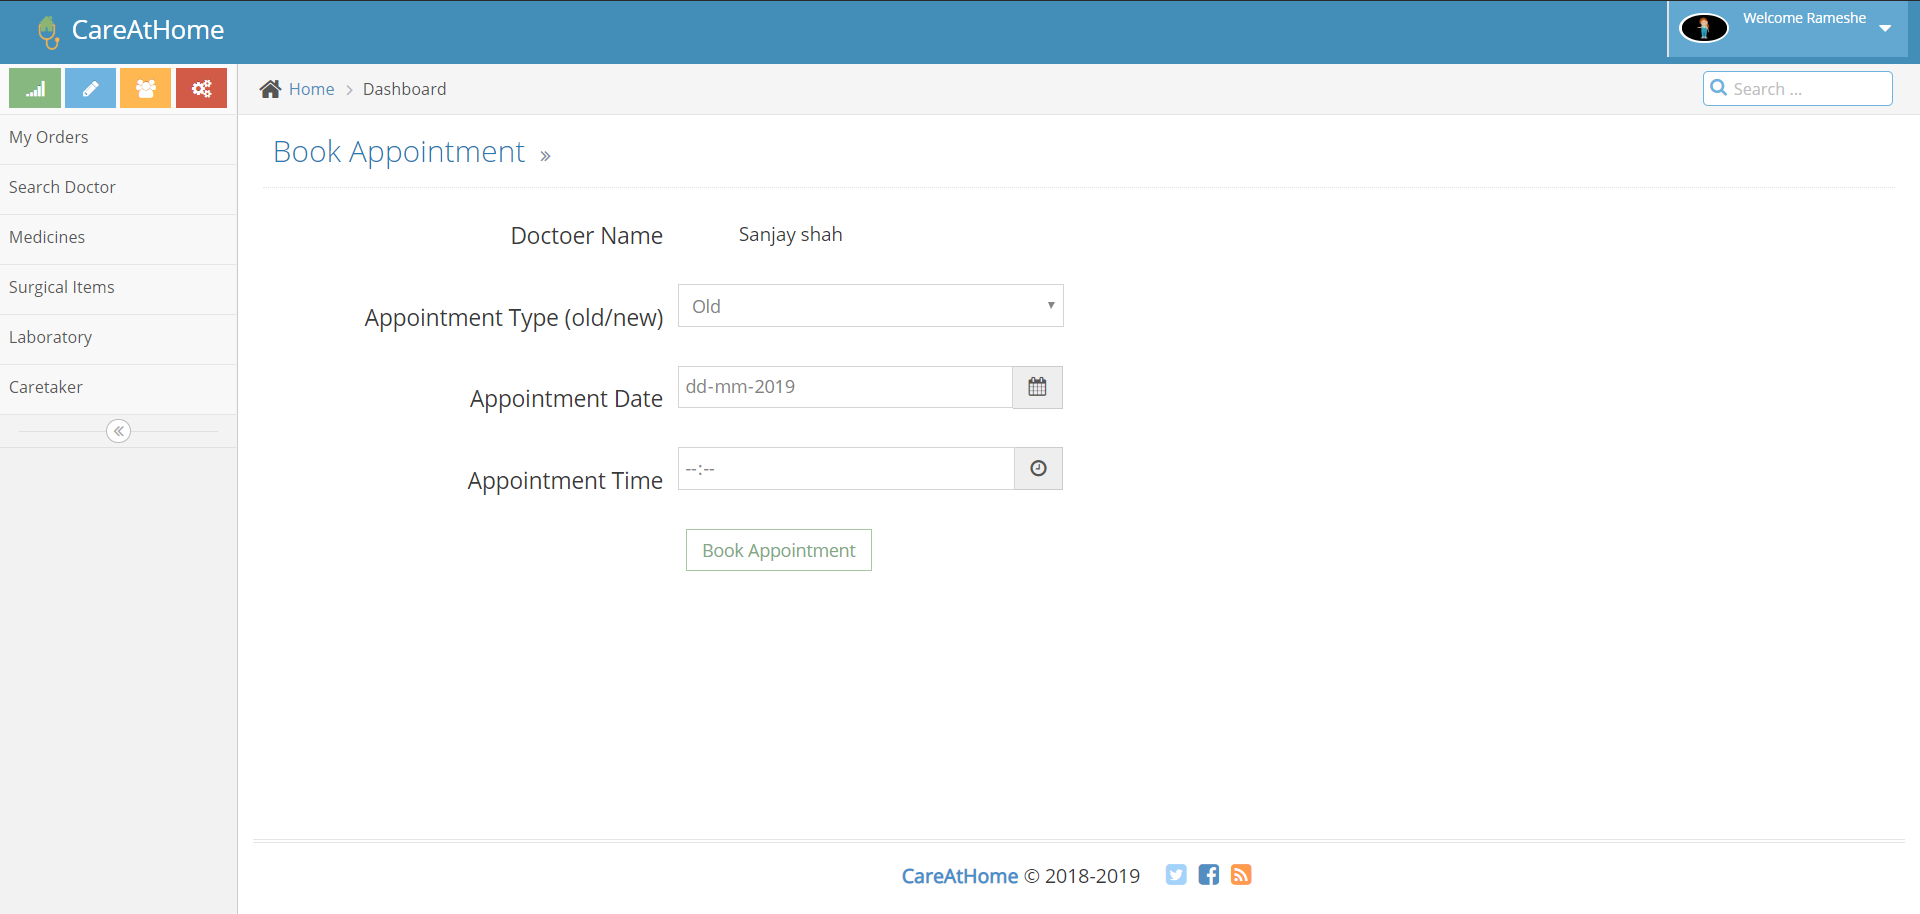 CareAtHome
Welcome Rameshe
Home
Dashboard
Search ...
My Orders
Search Doctor
Medicines
Surgical Items
Laboratory
Caretaker
Book Appointment
Doctoer Name
Sanjay shah
Appointment Type (old/new)
Old
Appointment Date
dd-mm-2019
Appointment Time
--:--
Book Appointment
CareAtHome © 2018-2019